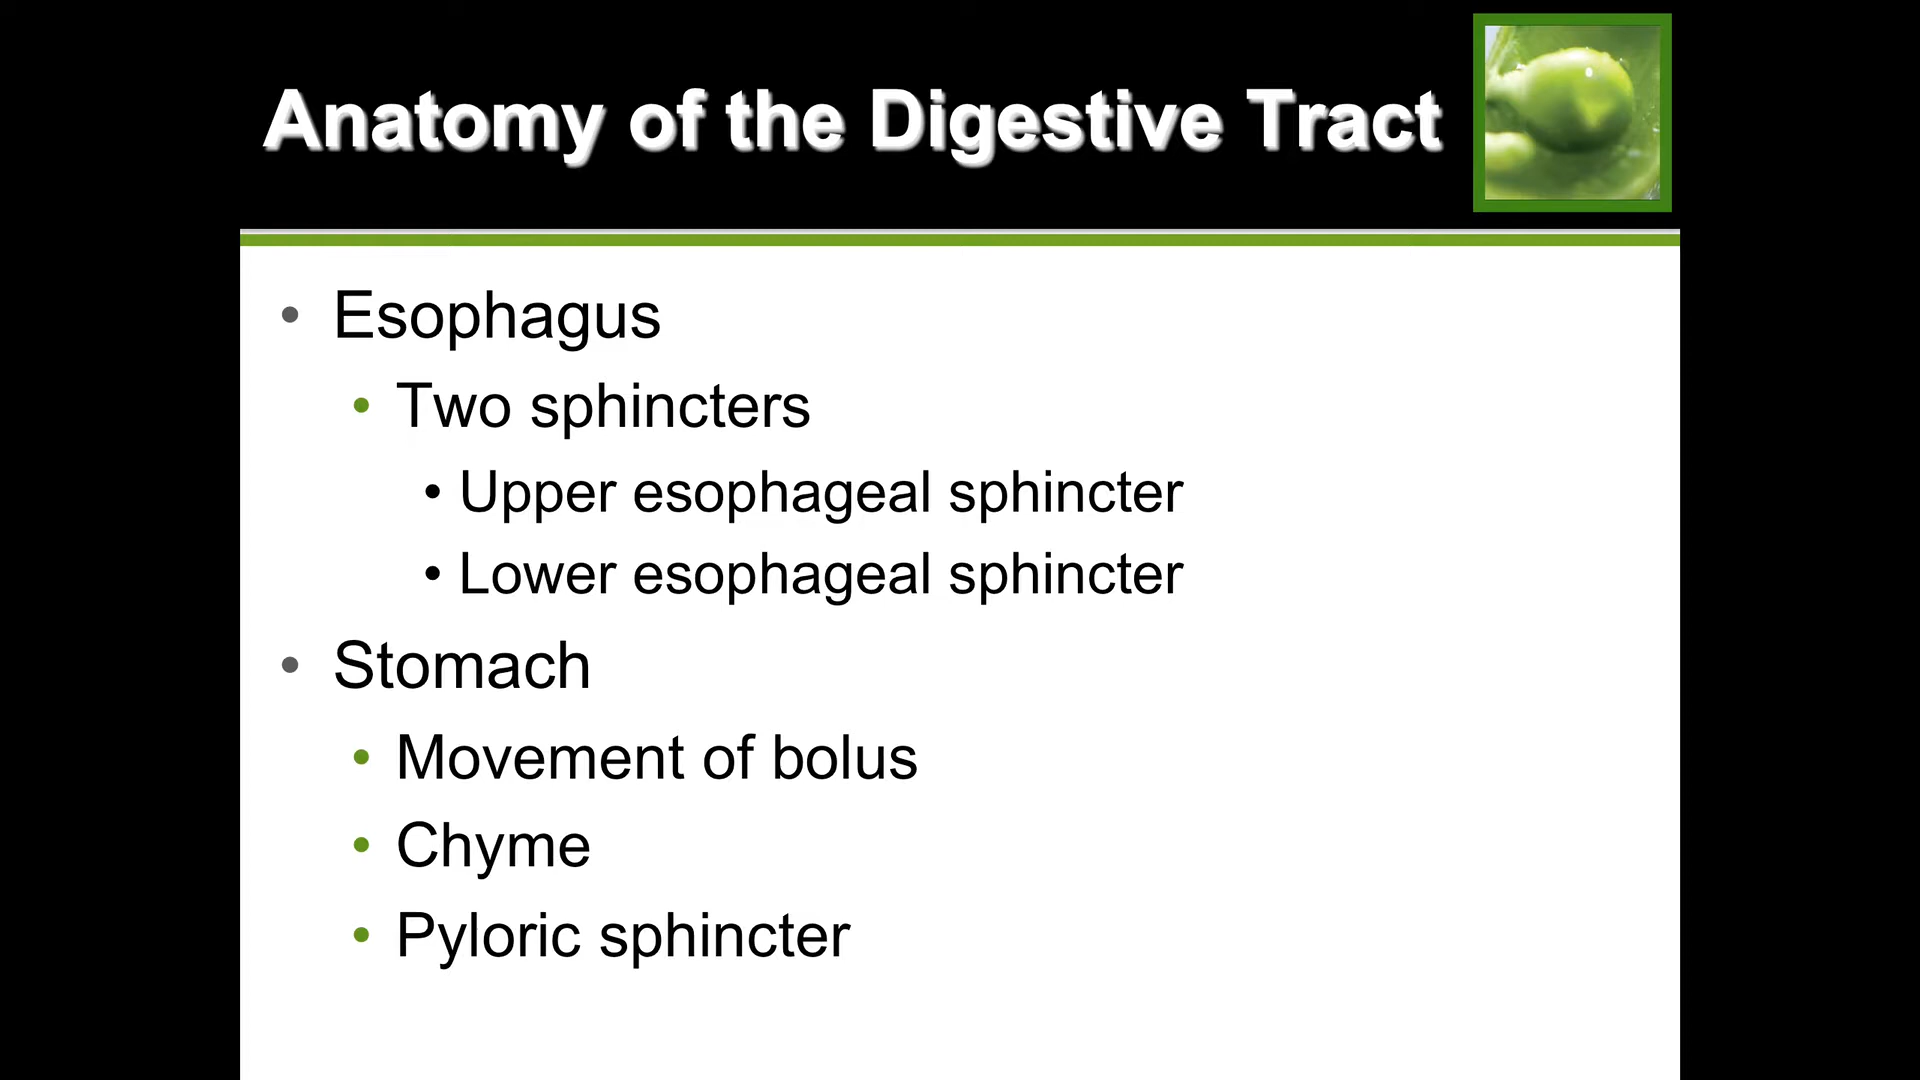 Anatomy of the Digestive Tract
• Esophagus
• Two sphincters
• Upper esophageal sphincter
• Lower esophageal sphincter
• Stomach
• Movement of bolus
• Chyme
• Pyloric sphincter